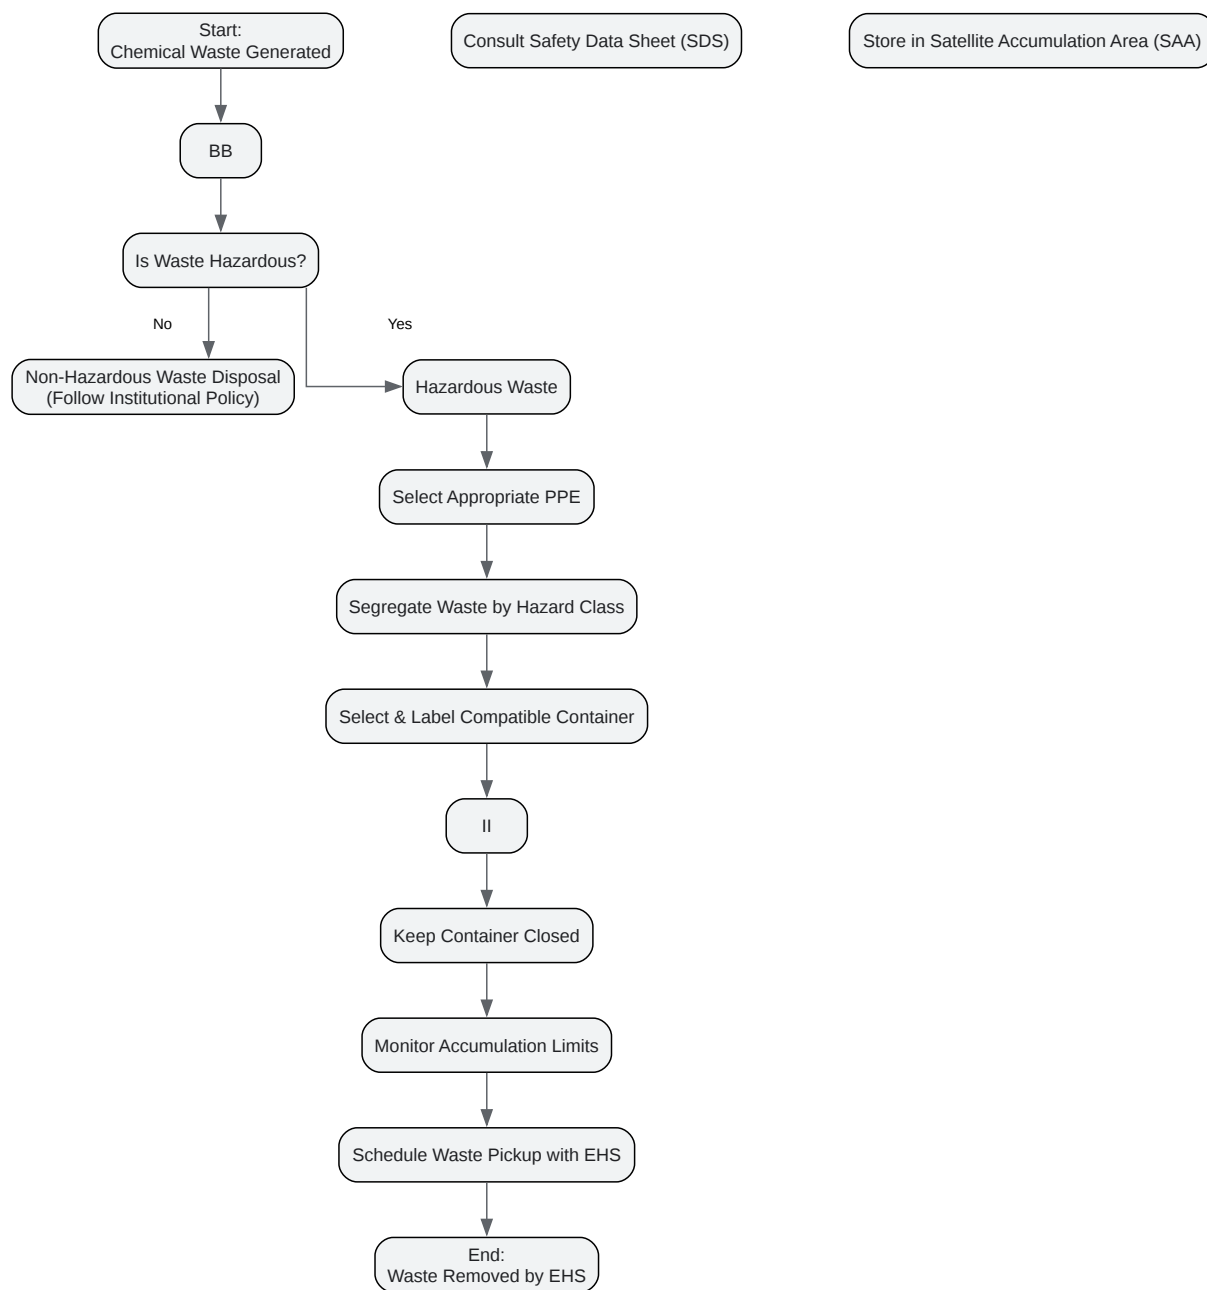 Start:
Chemical Waste Generated
Consult Safety Data Sheet (SDS)
Store in Satellite Accumulation Area (SAA)
BB
Is Waste Hazardous?
No
Yes
Non-Hazardous Waste Disposal
(Follow Institutional Policy)
Hazardous Waste
Select Appropriate PPE
Segregate Waste by Hazard Class
Select & Label Compatible Container
II
Keep Container Closed
Monitor Accumulation Limits
Schedule Waste Pickup with EHS
End:
Waste Removed by EHS